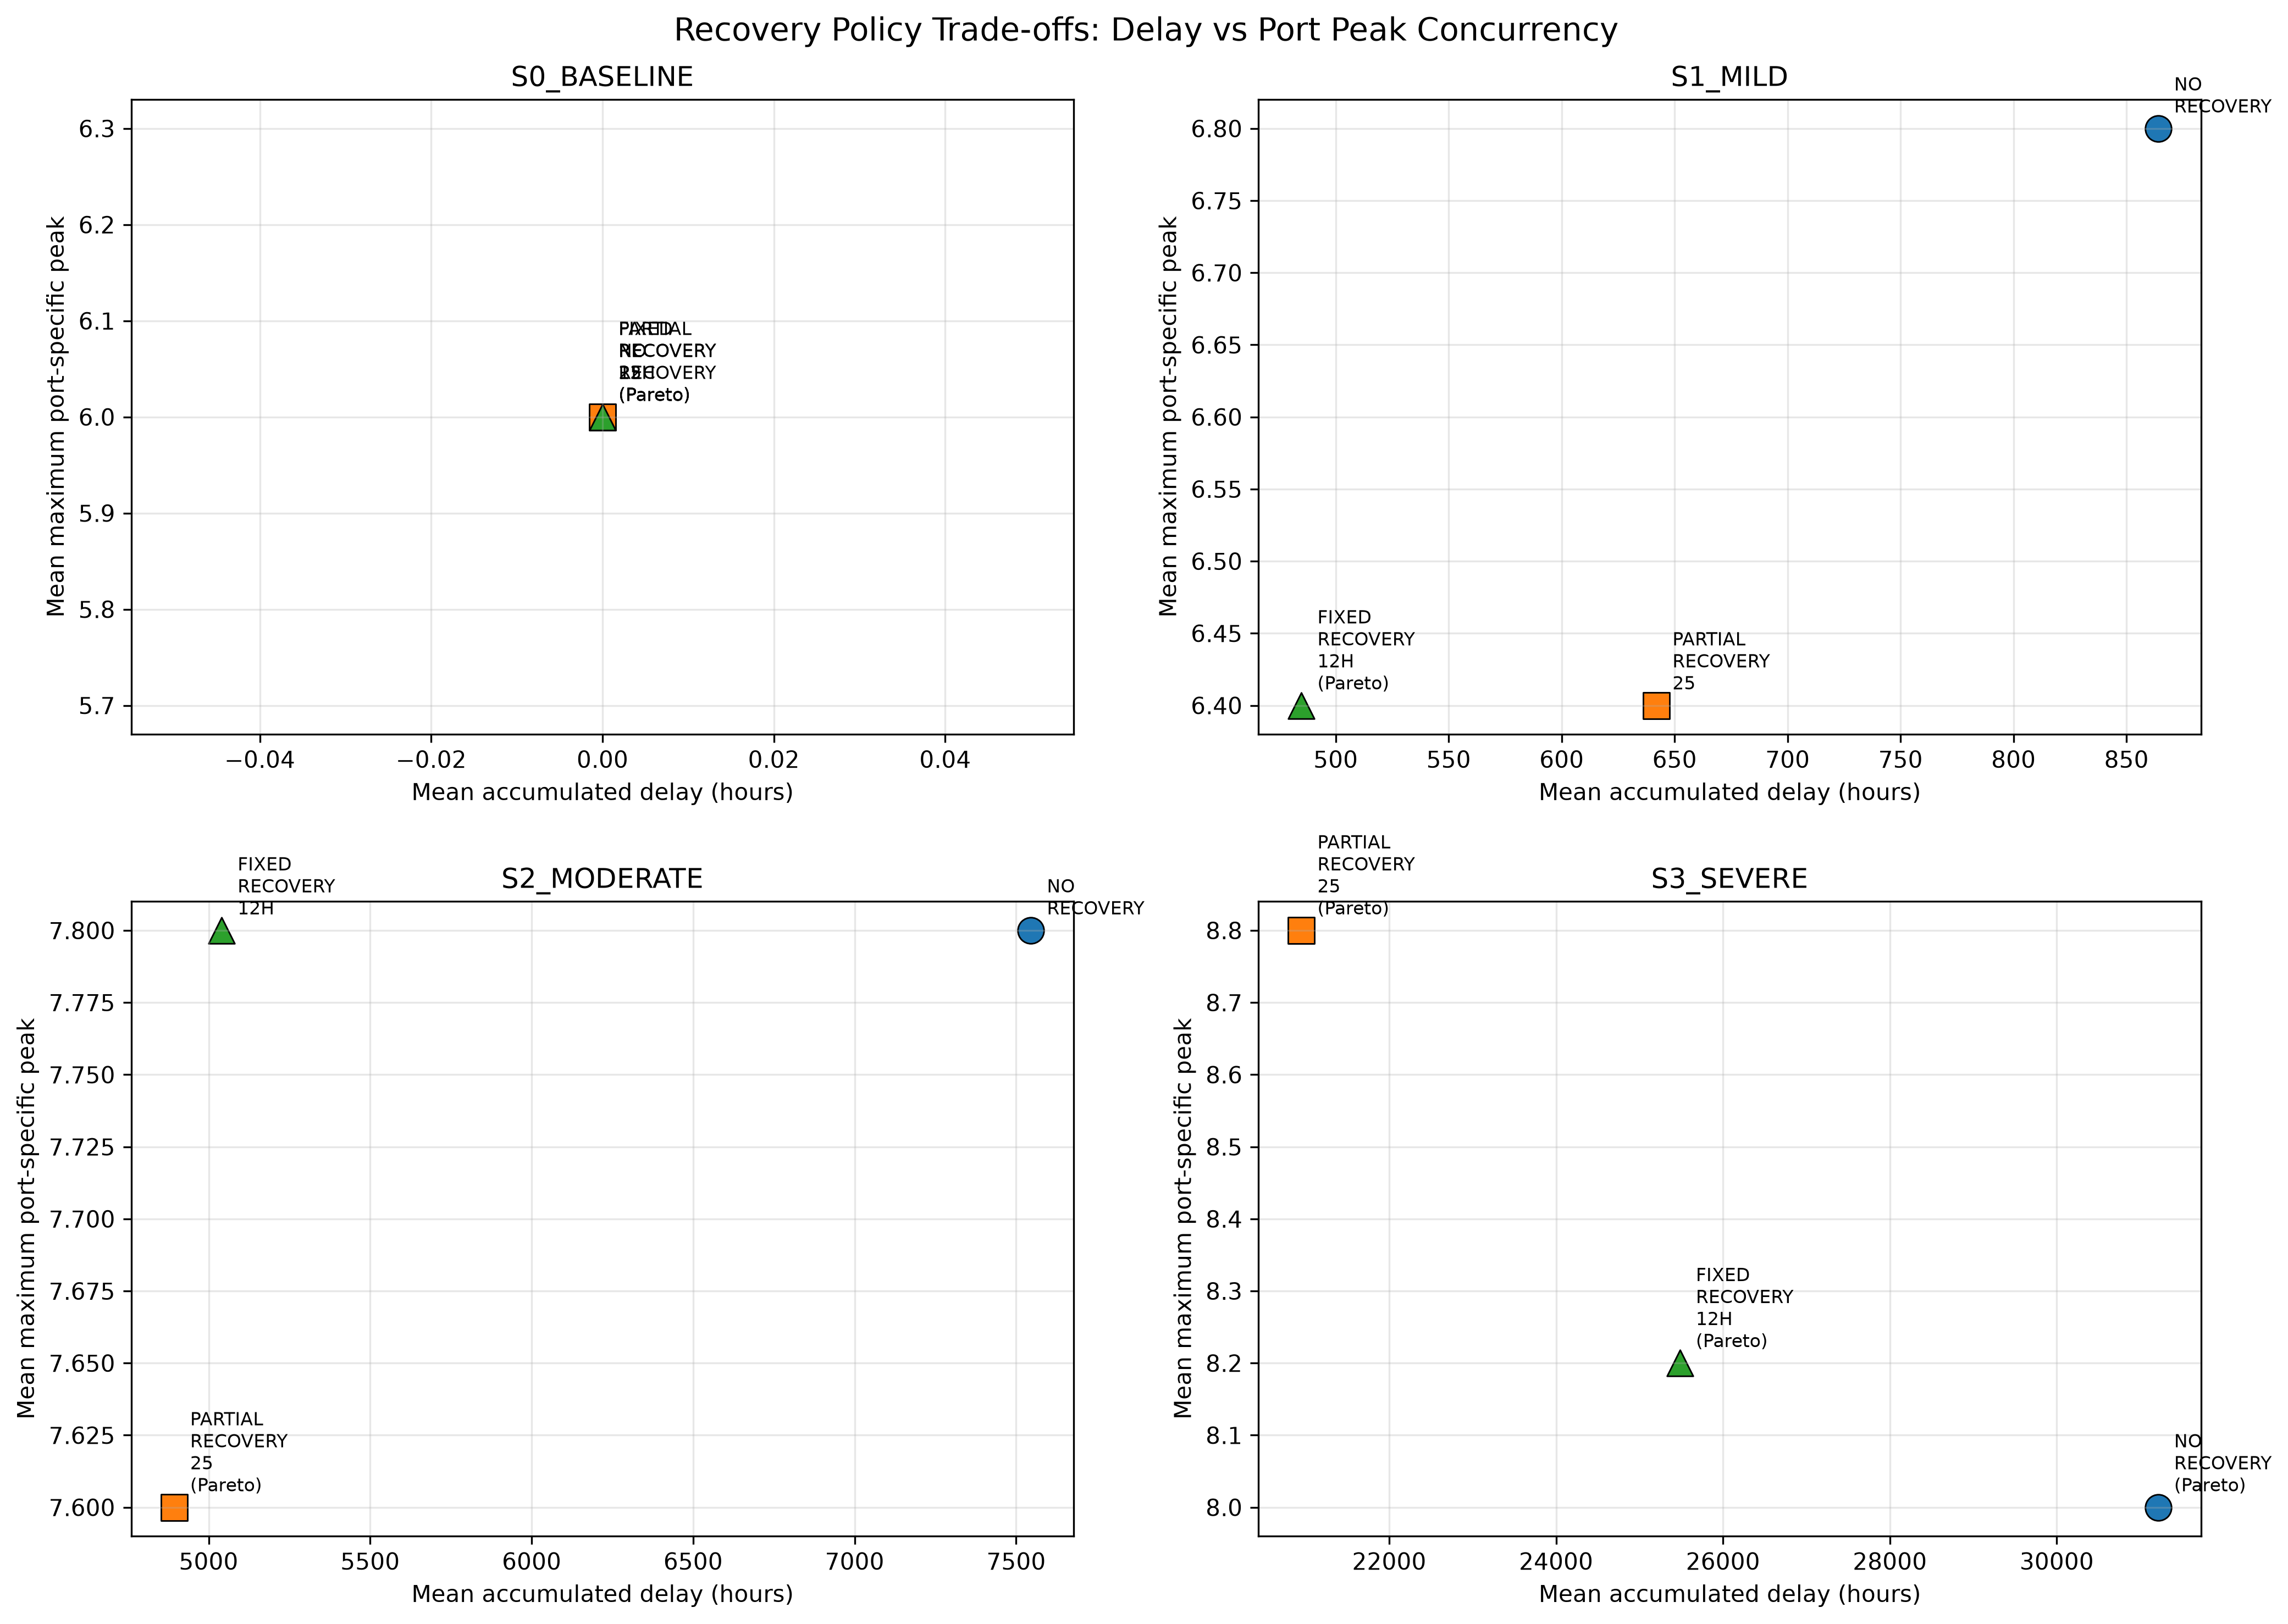 Recovery Policy Trade-offs: Delay vs Port Peak Concurrency
S0_BASELINE
Mean maximum port-specific peak
6.3
6.2
6.1
6.0
5.9
5.8
5.7
RECOVERY
RECOVERY
(Pareto)
−0.04
−0.02
0.00
0.02
0.04
Mean accumulated delay (hours)
S1_MILD
Mean maximum port-specific peak
6.80
6.75
6.70
6.65
6.60
6.55
6.50
6.45
6.40
NO
RECOVERY
FIXED
RECOVERY
12H
(Pareto)
PARTIAL
RECOVERY
25
500
550
600
650
700
750
800
850
Mean accumulated delay (hours)
S2_MODERATE
Mean maximum port-specific peak
7.800
7.775
7.750
7.725
7.700
7.675
7.650
7.625
7.600
FIXED
RECOVERY
12H
NO
RECOVERY
PARTIAL
RECOVERY
25
(Pareto)
5000
5500
6000
6500
7000
7500
Mean accumulated delay (hours)
S3_SEVERE
Mean maximum port-specific peak
8.8
8.7
8.6
8.5
8.4
8.3
8.2
8.1
8.0
PARTIAL
RECOVERY
25
(Pareto)
FIXED
RECOVERY
12H
(Pareto)
NO
RECOVERY
(Pareto)
22000
24000
26000
28000
30000
Mean accumulated delay (hours)